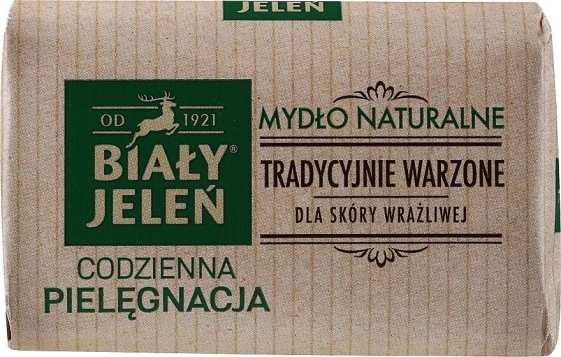 JELEŃ
OD 1921
BIAŁY®
JELEŃ
CODZIENNA
PIELĘGNACJA
MYDŁO NATURALNE
TRADYCYJNIE WARZONE
DLA SKÓRY WRAŻLIWEJ